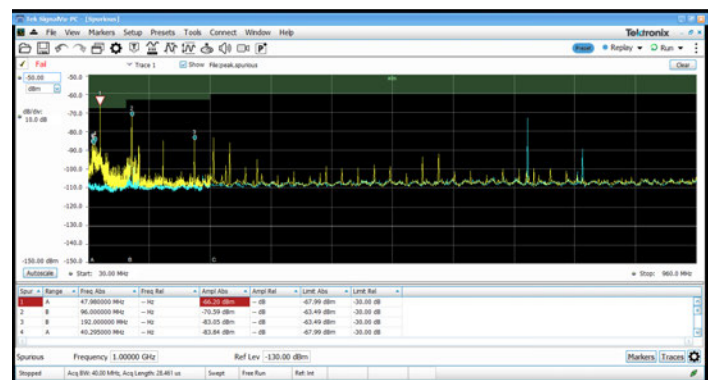 Tek SignalVu-PC - [Spurious]
File View Markers Setup Presets Tools Connect Window Help
Tektronix
Preset Replay Run
Fail
Trace 1 Show File:peak,spurious Clear
-50.00
dBm
dB/div:
10.0 dB
-50.0
-60.0
-70.0
-80.0
-90.0
-100.0
-110.0
-120.0
-130.0
-140.0
-150.00 dBm -150.0
1
2
3
A B C
Autoscale Start: 30.00 MHz Stop: 960.0 MHz
Spur Range Freq Abs Freq Rel Ampl Abs Ampl Rel Limit Abs Limit Rel
1 A 47.980000 MHz -- Hz -66.20 dBm -- dB -67.99 dBm -30.00 dB
2 B 96.000000 MHz -- Hz -70.59 dBm -- dB -63.49 dBm -30.00 dB
3 B 192.000000 MHz -- Hz -83.05 dBm -- dB -63.49 dBm -30.00 dB
4 A 40.295000 MHz -- Hz -83.84 dBm -- dB -67.99 dBm -30.00 dB
Spurious Frequency 1.00000 GHz Ref Lev -130.00 dBm Markers Traces
Stopped Acq BW: 40.00 MHz, Acq Length: 28.461 us Swept Free Run Ref: Int